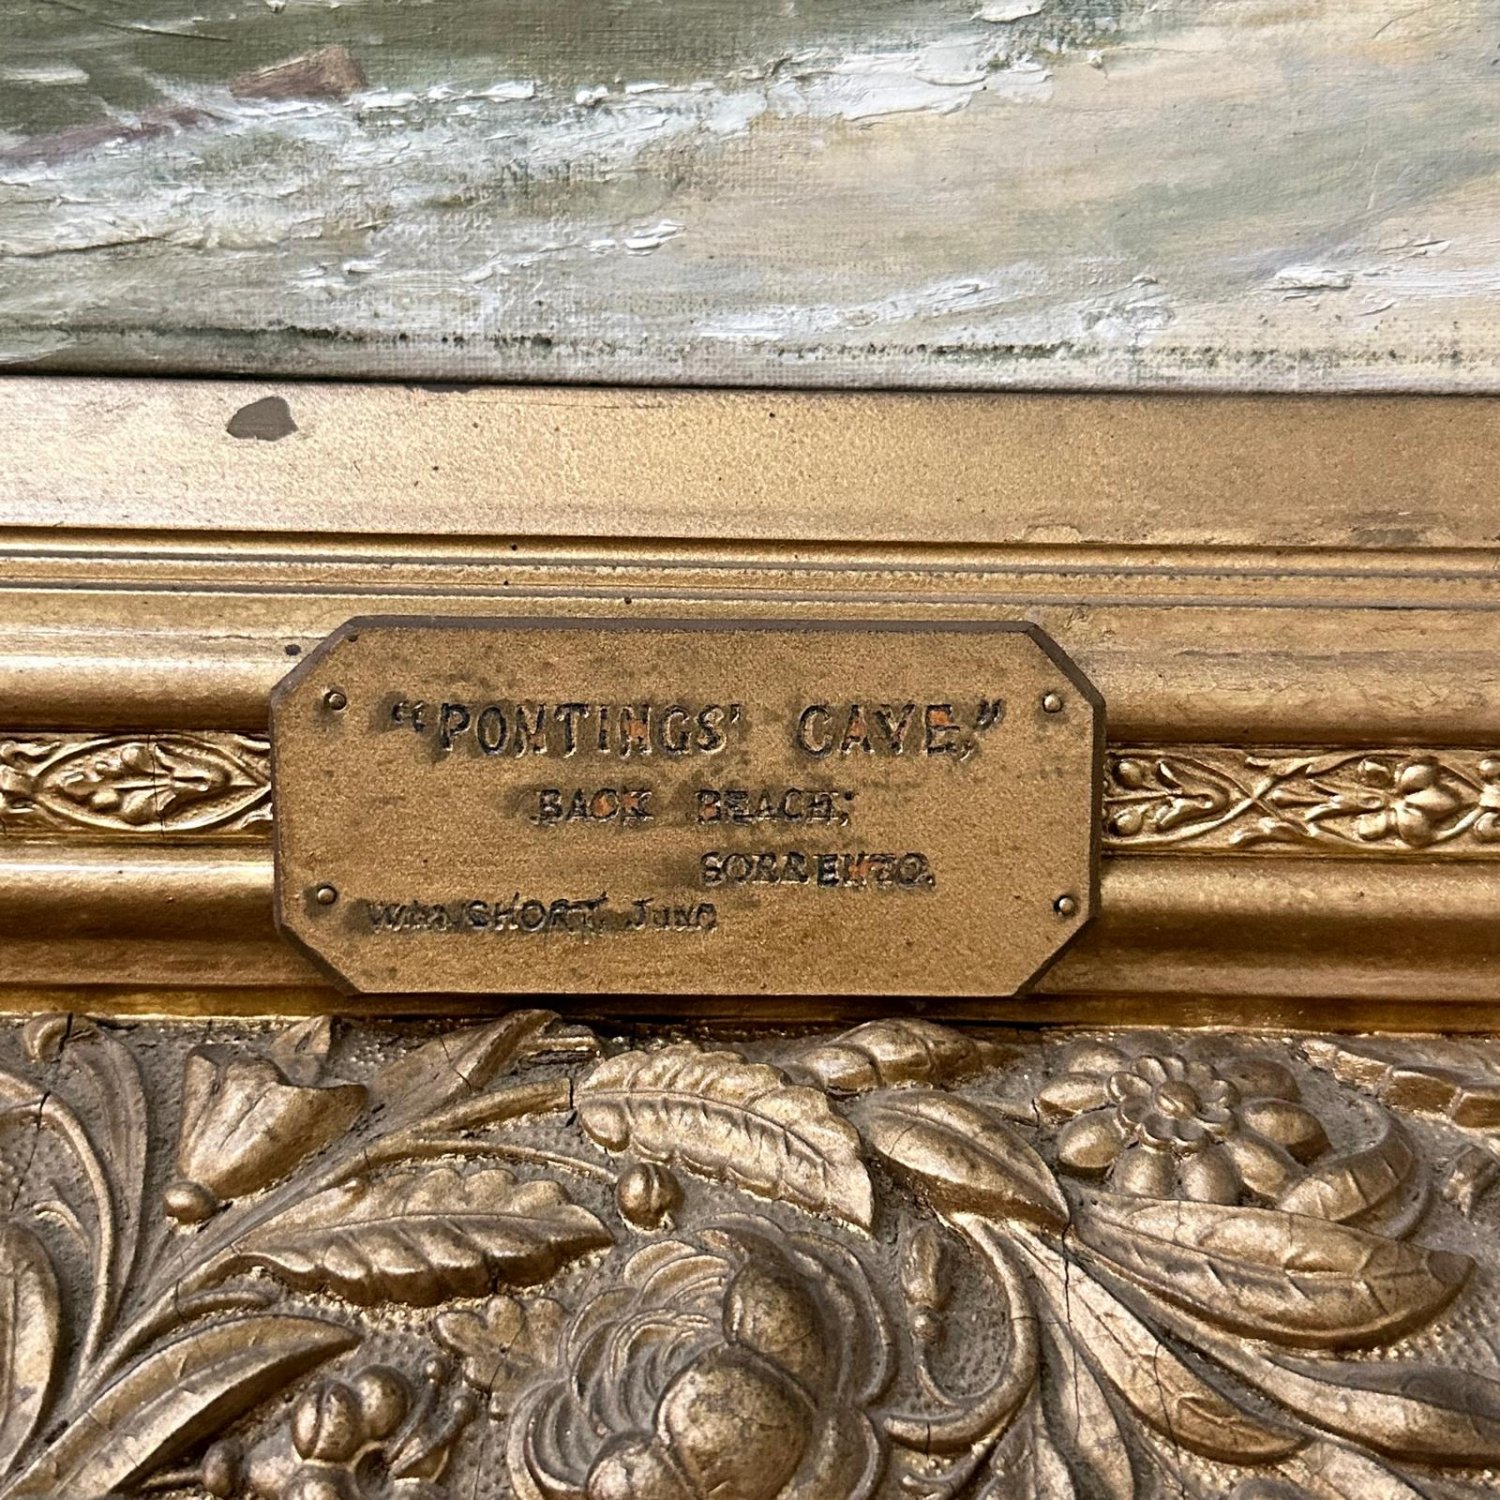 “PONTINGS' CAVE,”
BACK BEACH,
SORRENTO.
Wm SHORT Junr